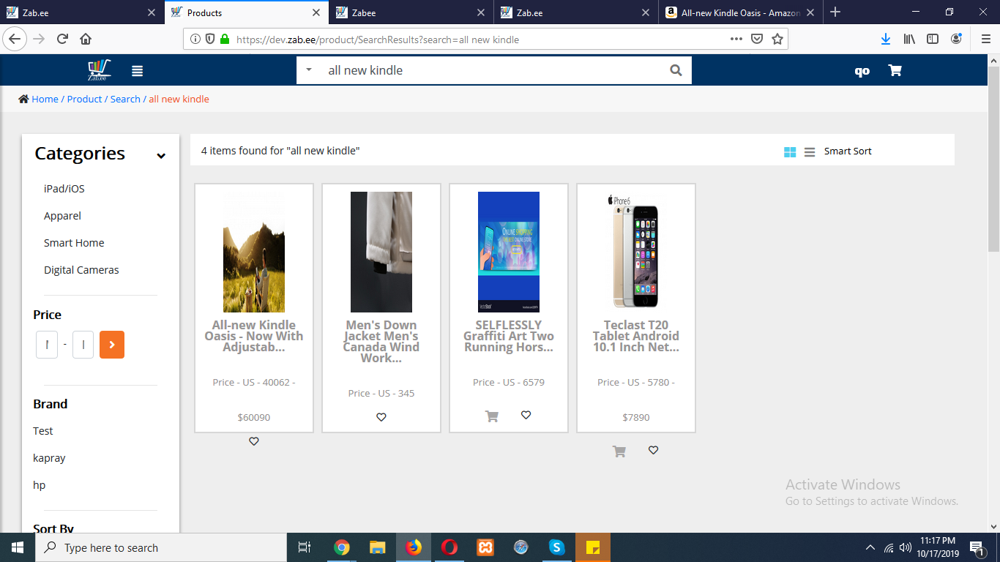 Zab.ee
Products
Zabee
Zab.ee
All-new Kindle Oasis - Amazon
https://dev.zab.ee/product/SearchResults?search=all new kindle
Zab.ee
all new kindle
qo
Home / Product / Search / all new kindle
Categories
iPad/iOS
Apparel
Smart Home
Digital Cameras
Price
-
Brand
Test
kapray
hp
Sort By
4 items found for "all new kindle"
Smart Sort
All-new Kindle
Oasis - Now With
Adjustab...
Price - US - 40062 -
$60090
Men's Down
Jacket Men's
Canada Wind
Work...
Price - US - 345
ONLINE SHOPPING
THE BEST ONLINE STORE
VectorStock
SELFLESSLY
Graffiti Art Two
Running Hors...
Price - US - 6579
iPhone 6
Teclast T20
Tablet Android
10.1 Inch Net...
Price - US - 5780 -
$7890
Activate Windows
Go to Settings to activate Windows.
Type here to search
11:17 PM
10/17/2019
1